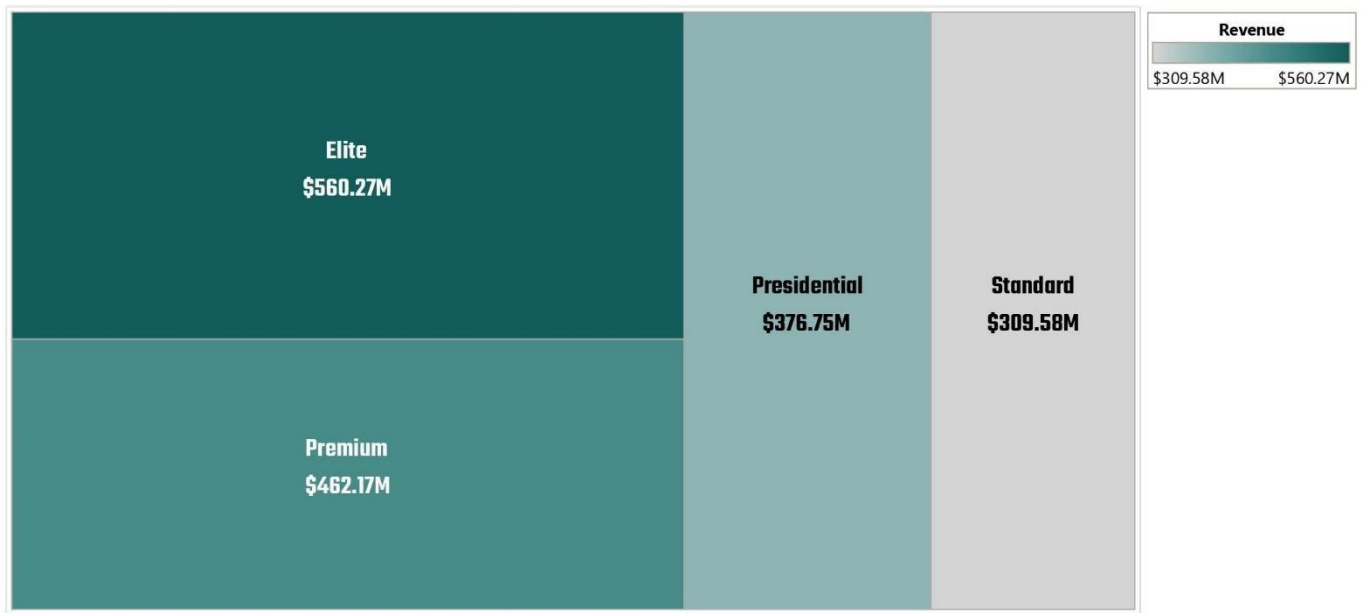 Elite
$560.27M
Premium
$462.17M
Presidential
$376.75M
Standard
$309.58M
Revenue
$309.58M $560.27M